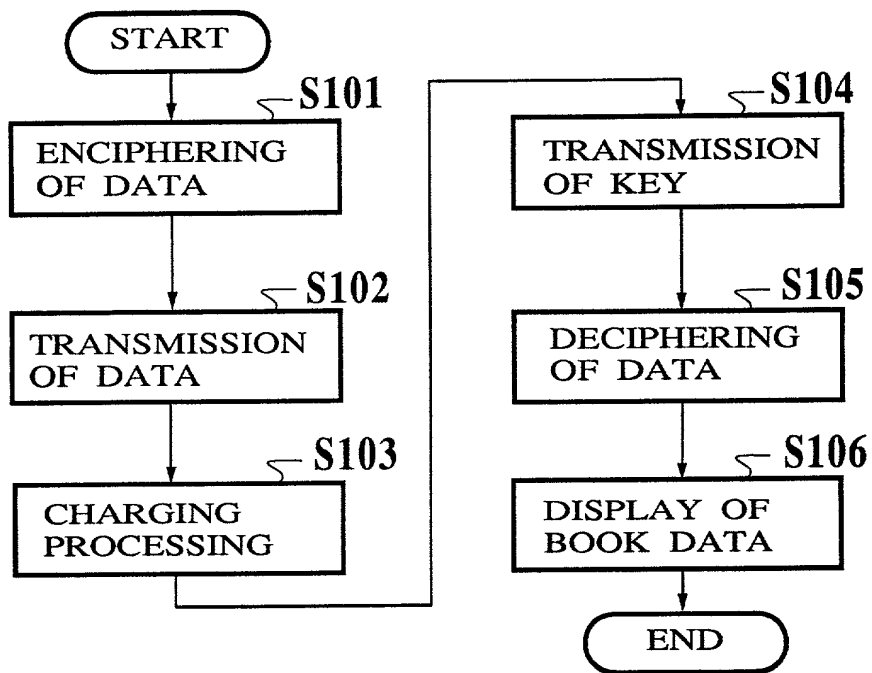 START
S101
ENCIPHERING
OF DATA
S102
TRANSMISSION
OF DATA
S103
CHARGING
PROCESSING
S104
TRANSMISSION
OF KEY
S105
DECIPHERING
OF DATA
S106
DISPLAY OF
BOOK DATA
END